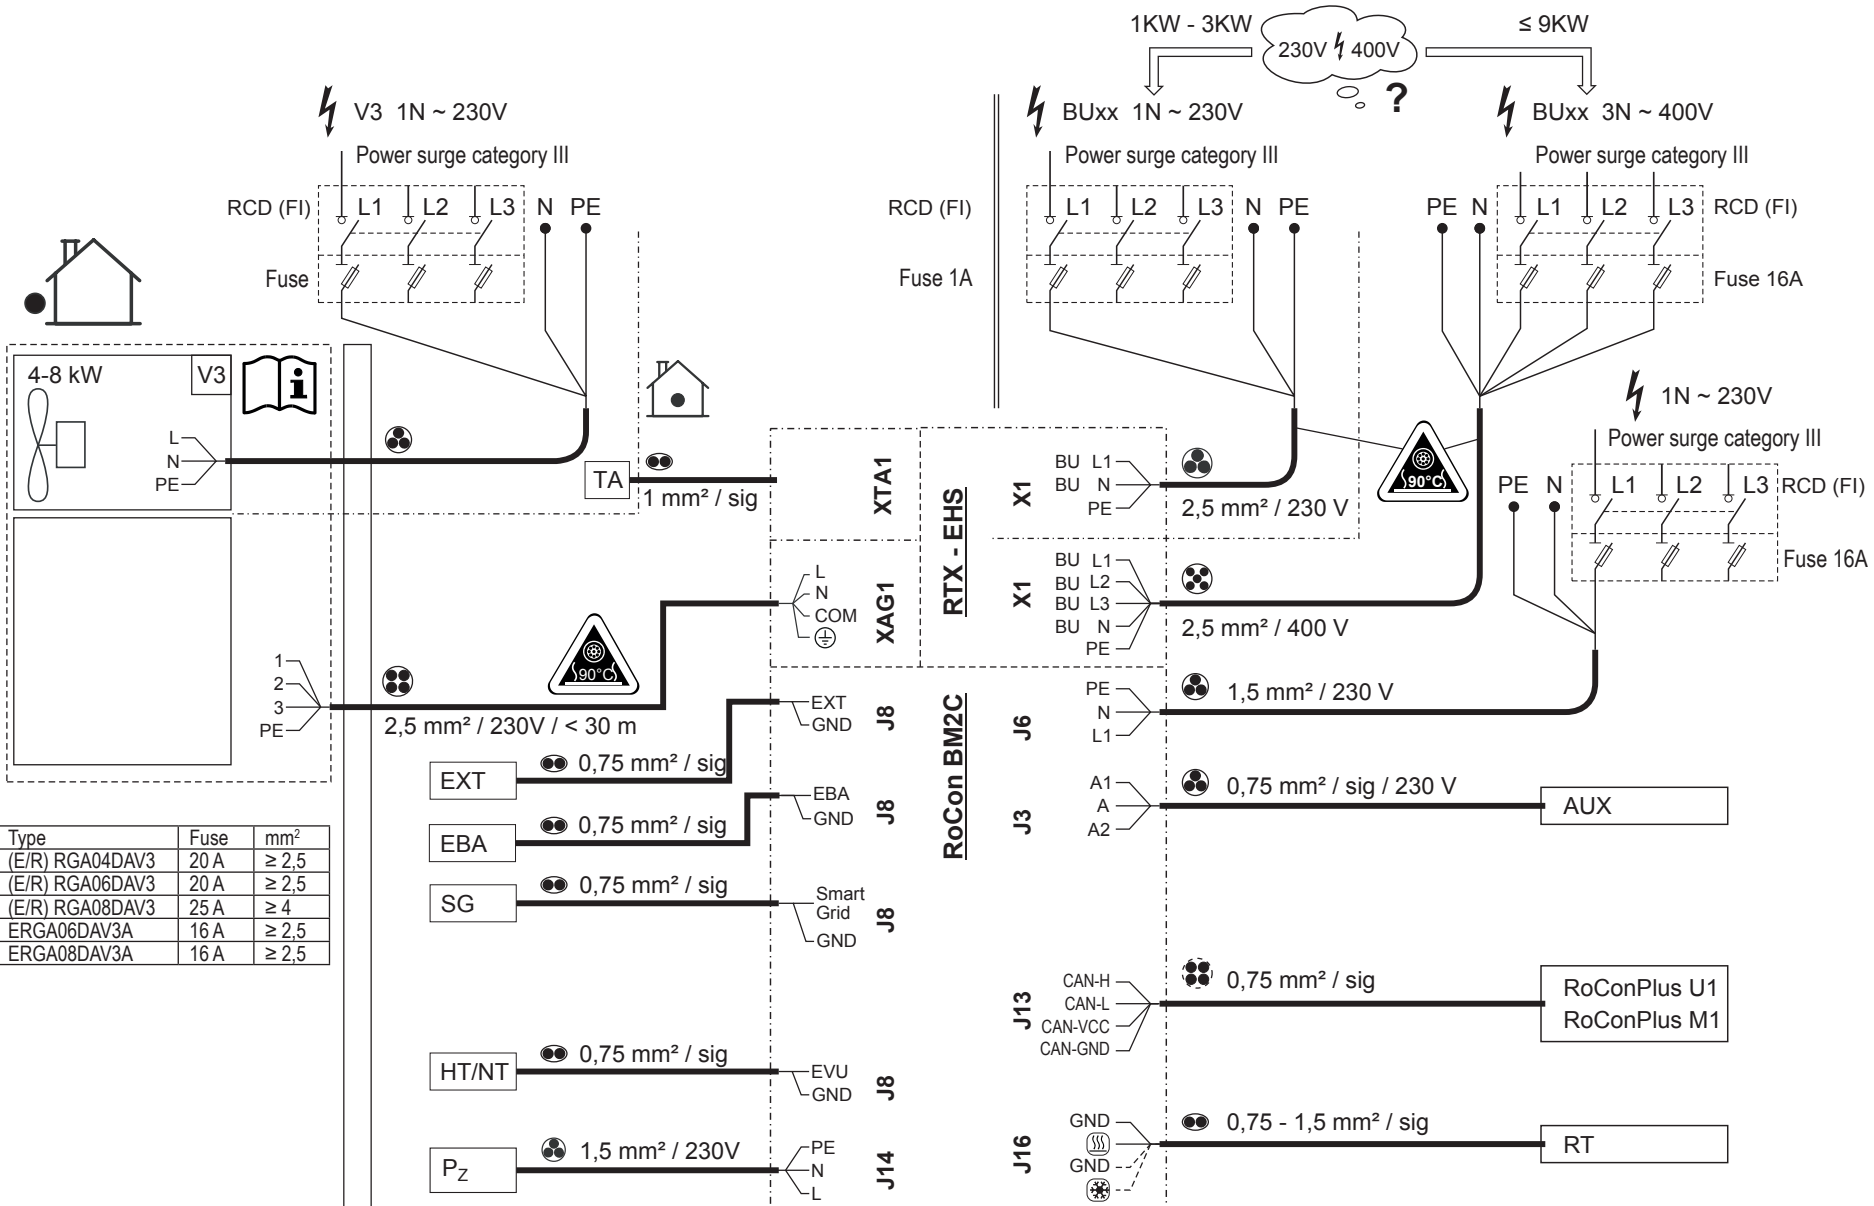 1KW - 3KW
230V 400V
≤ 9KW
?
V3 1N ~ 230V
BUxx 1N ~ 230V
BUxx 3N ~ 400V
Power surge category III
Power surge category III
Power surge category III
RCD (FI)
L1 L2 L3 N PE
RCD (FI)
L1 L2 L3 N PE
PE N L1 L2 L3
RCD (FI)
Fuse
Fuse 1A
Fuse 16A
1N ~ 230V
Power surge category III
PE N L1 L2 L3
RCD (FI)
Fuse 16A
4-8 kW
V3
i
L
N
PE
TA
1 mm² / sig
XTA1
RTX - EHS
X1
BU L1
BU N
PE
2,5 mm² / 230 V
90°C
L
N
COM
XAG1
X1
BU L1
BU L2
BU L3
BU N
PE
2,5 mm² / 400 V
1
2
3
PE
90°C
2,5 mm² / 230V / < 30 m
EXT
0,75 mm² / sig
EXT
GND
J8
RoCon BM2C
J6
PE
N
L1
1,5 mm² / 230 V
EBA
0,75 mm² / sig
EBA
GND
J8
J3
A1
A
A2
0,75 mm² / sig / 230 V
AUX
Type Fuse mm²
(E/R) RGA04DAV3 20 A ≥ 2,5
(E/R) RGA06DAV3 20 A ≥ 2,5
(E/R) RGA08DAV3 25 A ≥ 4
ERGA06DAV3A 16 A ≥ 2,5
ERGA08DAV3A 16 A ≥ 2,5
SG
0,75 mm² / sig
Smart
Grid
GND
J8
J13
CAN-H
CAN-L
CAN-VCC
CAN-GND
0,75 mm² / sig
RoConPlus U1
RoConPlus M1
HT/NT
0,75 mm² / sig
EVU
GND
J8
J16
GND
GND
0,75 - 1,5 mm² / sig
RT
PZ
1,5 mm² / 230V
PE
N
L
J14